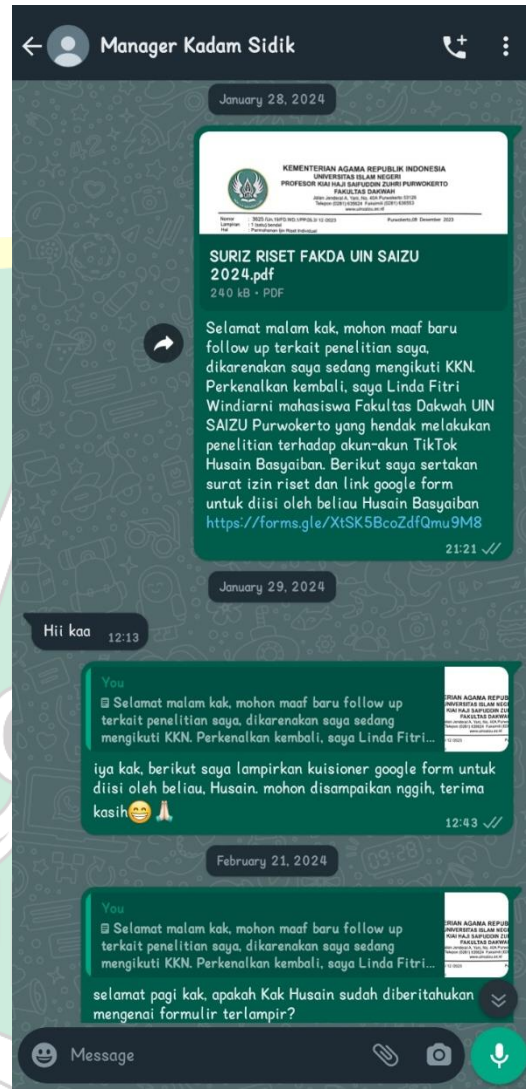 Manager Kadam Sidik
January 28, 2024
KEMENTERIAN AGAMA REPUBLIK INDONESIA
UNIVERSITAS ISLAM NEGERI
PROFESOR KIAI HAJI SAIFUDDIN ZUHRI PURWOKERTO
FAKULTAS DAKWAH
SURIZ RISET FAKDA UIN SAIZU
2024.pdf
240 kB • PDF
Selamat malam kak, mohon maaf baru
follow up terkait penelitian saya,
dikarenakan saya sedang mengikuti KKN.
Perkenalkan kembali, saya Linda Fitri
Windiarni mahasiswa Fakultas Dakwah UIN
SAIZU Purwokerto yang hendak melakukan
penelitian terhadap akun-akun TikTok
Husain Basyaiban. Berikut saya sertakan
surat izin riset dan link google form
untuk diisi oleh beliau Husain Basyaiban
https://forms.gle/XtSK5BcoZdfQmu9M8
21:21
January 29, 2024
Hii kaa 12:13
You
Selamat malam kak, mohon maaf baru follow up
terkait penelitian saya, dikarenakan saya sedang
mengikuti KKN. Perkenalkan kembali, saya Linda Fitri...
iya kak, berikut saya lampirkan kuisioner google form untuk
diisi oleh beliau, Husain. mohon disampaikan nggih, terima
kasih😁🙏🏻
12:43
February 21, 2024
You
Selamat malam kak, mohon maaf baru follow up
terkait penelitian saya, dikarenakan saya sedang
mengikuti KKN. Perkenalkan kembali, saya Linda Fitri...
selamat pagi kak, apakah Kak Husain sudah diberitahukan
mengenai formulir terlampir?
Message